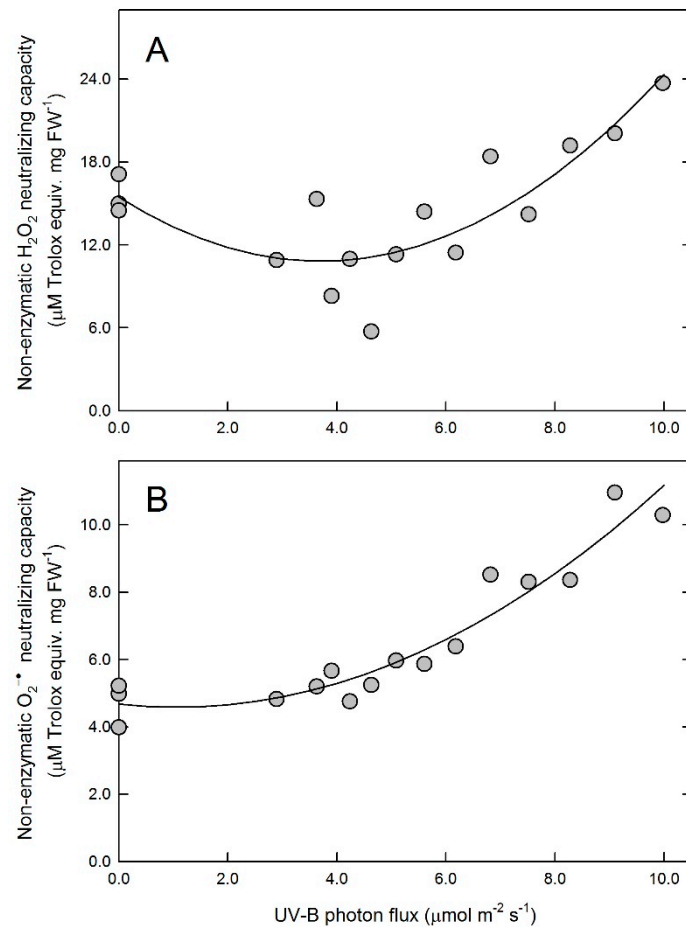 A
Non-enzymatic H₂O₂ neutralizing capacity
(µM Trolox equiv. mg FW⁻¹)
24.0
18.0
12.0
6.0
0.0
0.0 2.0 4.0 6.0 8.0 10.0
B
Non-enzymatic O₂⁻• neutralizing capacity
(µM Trolox equiv. mg FW⁻¹)
10.0
8.0
6.0
4.0
2.0
0.0
0.0 2.0 4.0 6.0 8.0 10.0
UV-B photon flux (µmol m⁻² s⁻¹)